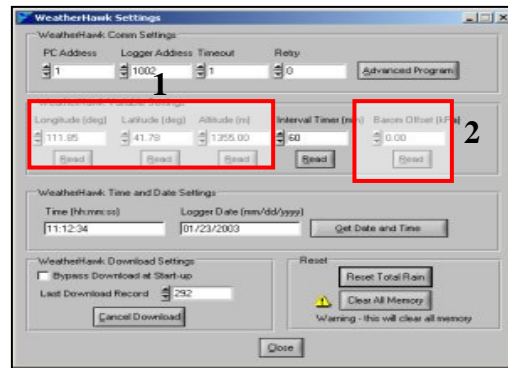 WeatherHawk Settings
WeatherHawk Comm Settings
PC Address Logger Address Timeout Retry
1 1002 1 0 Advanced Program
1
WeatherHawk Variable Settings
Longitude (deg) Latitude (deg) Altitude (m) Interval Timer (min) Barom Offset (kPa)
111.85 41.78 1355.00 60 0.00 2
Read Read Read Read Read
WeatherHawk Time and Date Settings
Time (hh:mm:ss) Logger Date (mm/dd/yyyy)
11:12:34 01/23/2003 Get Date and Time
WeatherHawk Download Settings Reset
Bypass Download at Start-up Reset Total Rain
Last Download Record 292 Clear All Memory
Cancel Download Warning - this will clear all memory
Close